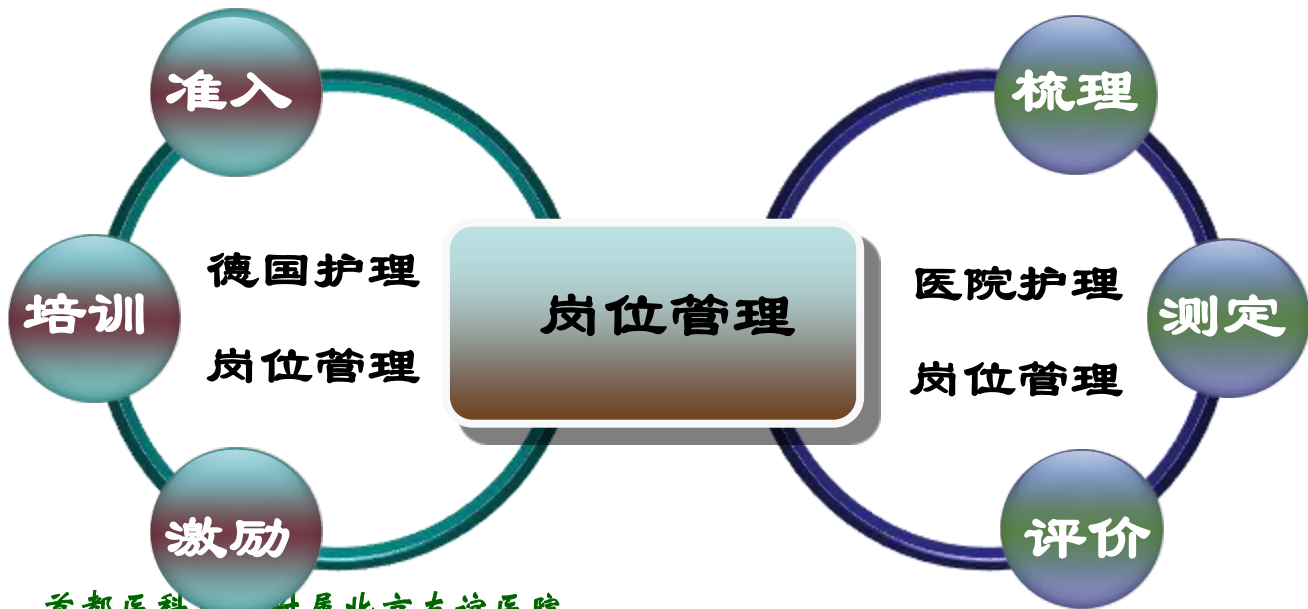 准入
培训
激励
德国护理
岗位管理
岗位管理
医院护理
岗位管理
梳理
测定
评价
首都医科 附属北京友谊医院